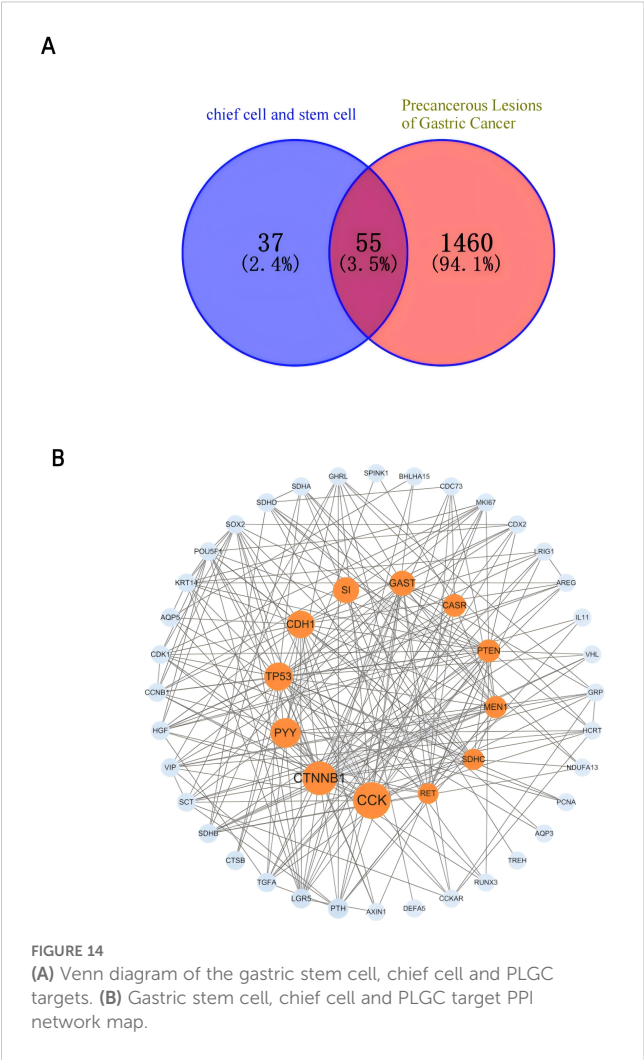 A
chief cell and stem cell
Precancerous Lesions
of Gastric Cancer
37
(2.4%)
55
(3.5%)
1460
(94.1%)
B
SPINK1
GHRL
BHLHA15
SDHA
CDC73
SDHD
MKI67
SOX2
CDX2
POU5F1
LRIG1
KRT14
SI
GAST
AREG
CASR
AQP5
IL11
CDH1
CDK1
PTEN
VHL
TP53
CCNB1
GRP
MEN1
HGF
PYY
HCRT
SDHC
VIP
NDUFA13
CTNNB1
SCT
CCK
RET
PCNA
SDHB
AQP3
CTSB
TREH
TGFA
RUNX3
LGR5
CCKAR
PTH
AXIN1
DEFA5
FIGURE 14
(A) Venn diagram of the gastric stem cell, chief cell and PLGC
targets. (B) Gastric stem cell, chief cell and PLGC target PPI
network map.